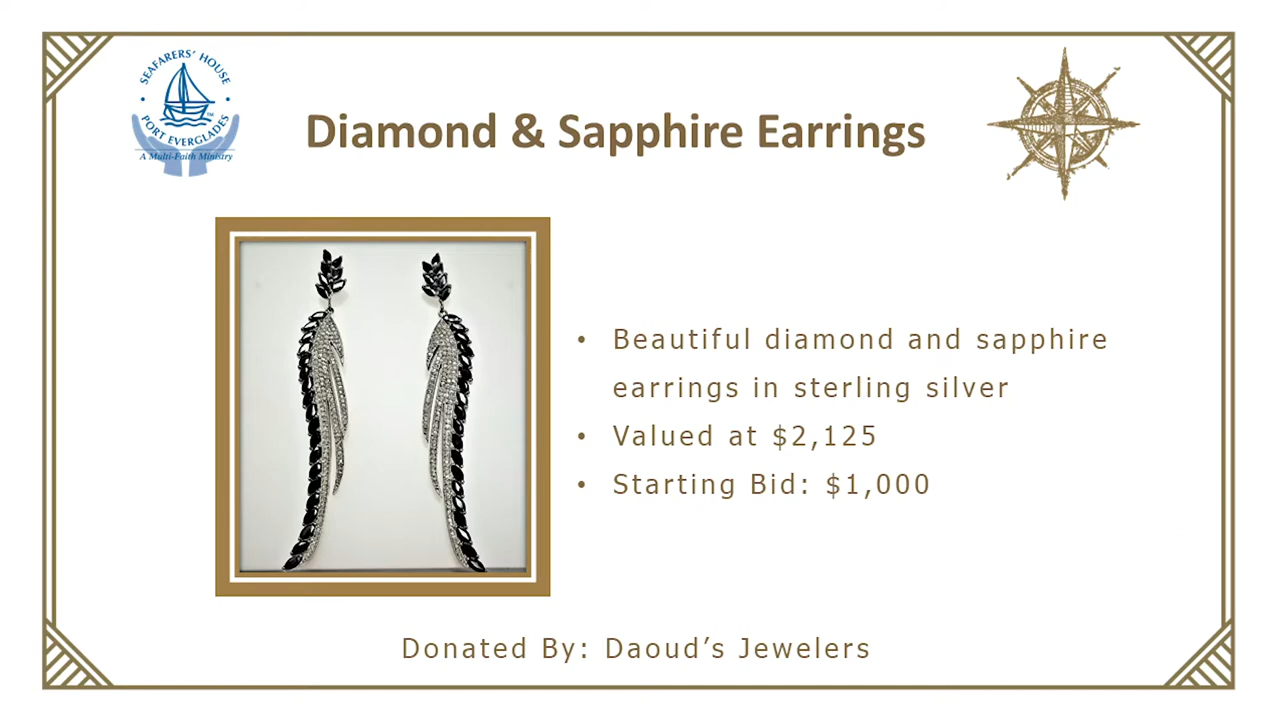 SEAFARERS' HOUSE
PORT EVERGLADES
A Multi-Faith Ministry
Diamond & Sapphire Earrings
• Beautiful diamond and sapphire
earrings in sterling silver
• Valued at $2,125
• Starting Bid: $1,000
Donated By: Daoud’s Jewelers